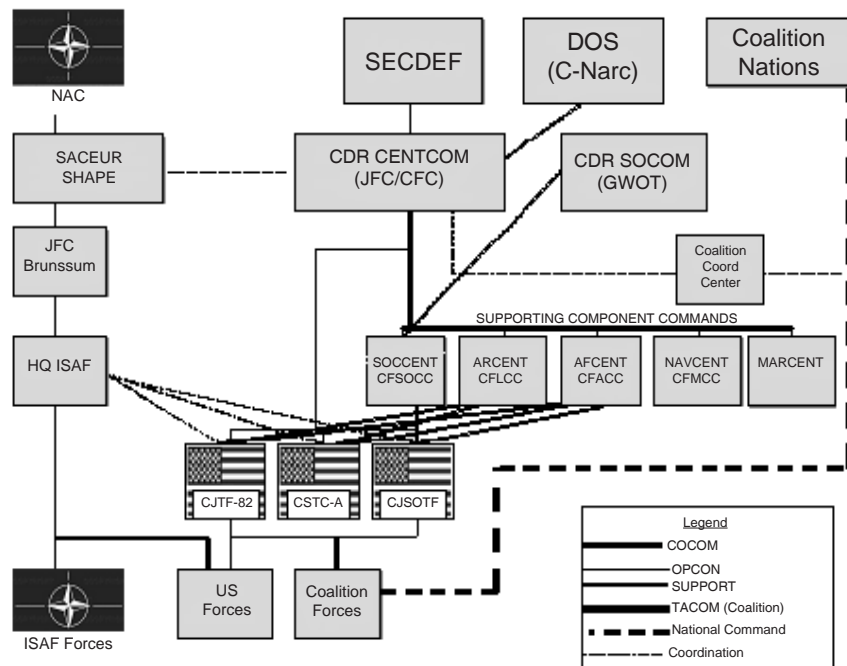 NAC
SECDEF
DOS
(C-Narc)
Coalition
Nations
SACEUR
SHAPE
CDR CENTCOM
(JFC/CFC)
CDR SOCOM
(GWOT)
JFC
Brunssum
Coalition
Coord
Center
SUPPORTING COMPONENT COMMANDS
HQ ISAF
SOCCENT
CFSOCC
ARCENT
CFLCC
AFCENT
CFACC
NAVCENT
CFMCC
MARCENT
CJTF-82
CSTC-A
CJSOTF
ISAF Forces
US
Forces
Coalition
Forces
Legend
COCOM
OPCON
SUPPORT
TACOM (Coalition)
National Command
Coordination